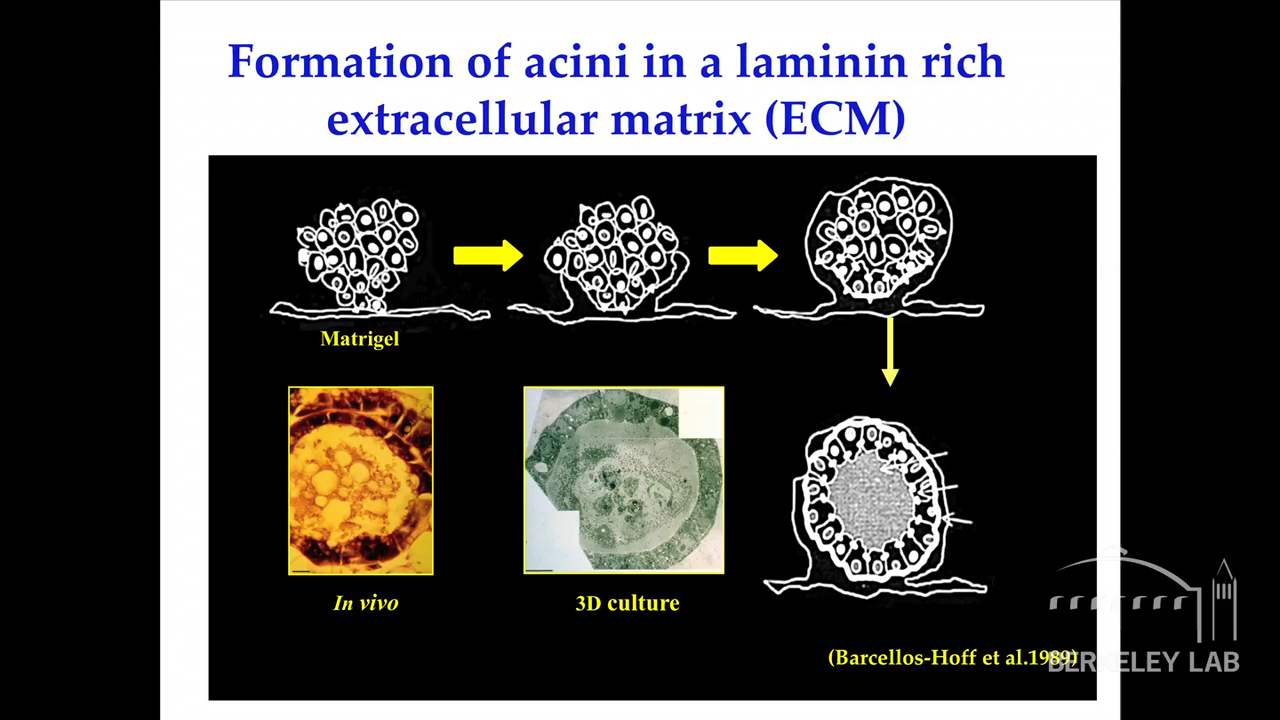 Formation of acini in a laminin rich
extracellular matrix (ECM)
Matrigel
In vivo
3D culture
(Barcellos-Hoff et al.1989)
BERKELEY LAB